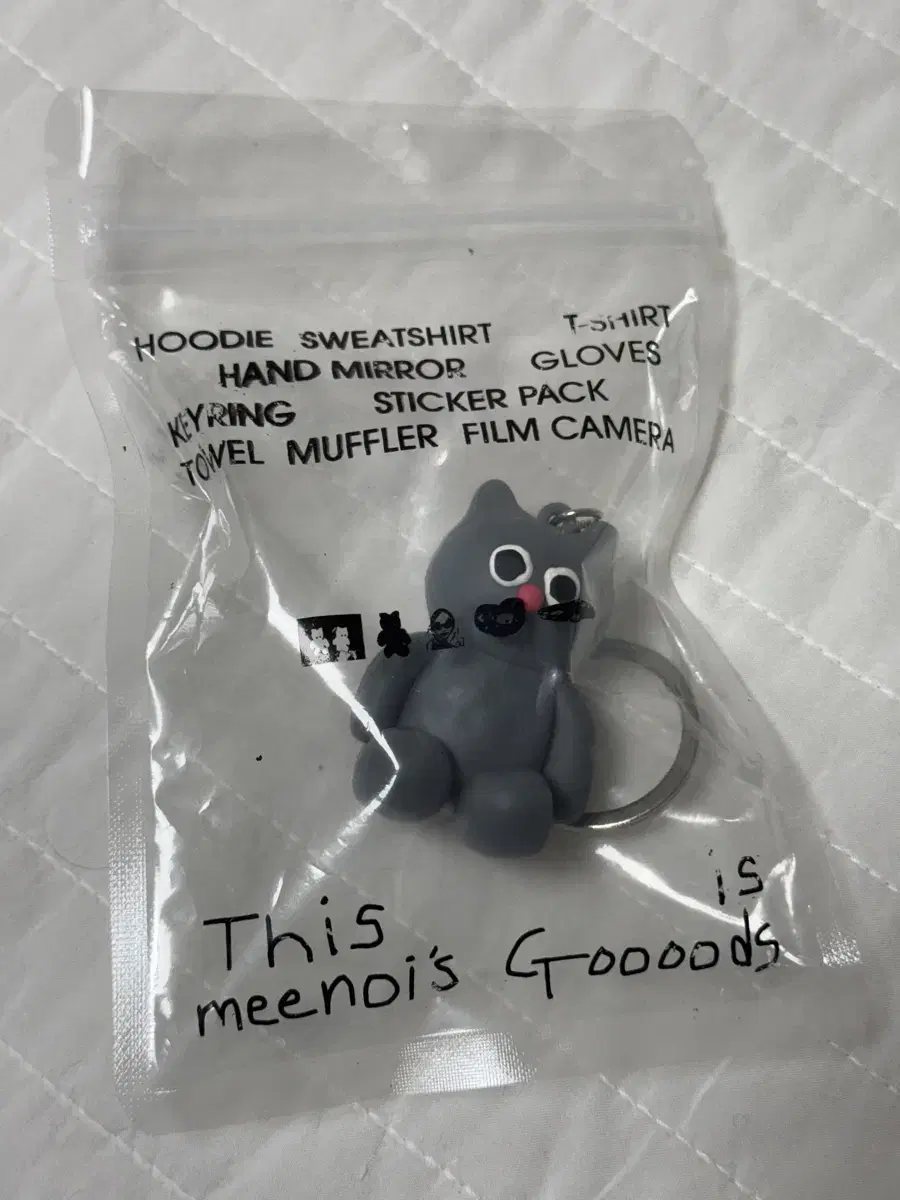 HOODIE SWEATSHIRT T-SHIRT
HAND MIRROR GLOVES
KEYRING STICKER PACK
TOWEL MUFFLER FILM CAMERA
This is
meenoi's Goooods